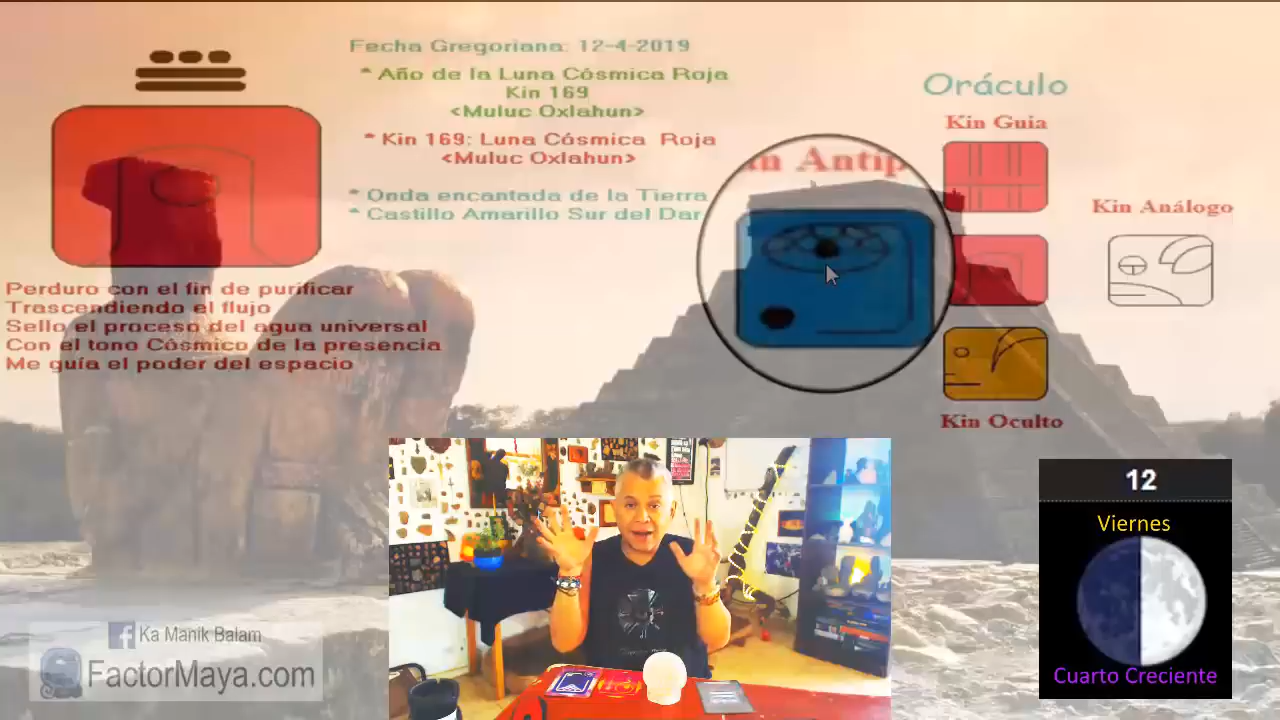 Fecha Gregoriana: 12-4-2019
* Año de la Luna Cósmica Roja
Kin 169
<Muluc Oxlahun>
* Kin 169: Luna Cósmica Roja
<Muluc Oxlahun>
* Onda encantada de la Tierra
* Castillo Amarillo Sur del Dar
Perduro con el fin de purificar
Trascendiendo el flujo
Sello el proceso del agua universal
Con el tono Cósmico de la presencia
Me guía el poder del espacio
Oráculo
Kin Guia
Antip
Kin Análogo
Kin Oculto
12
Viernes
Cuarto Creciente
Ka Manik Balam
FactorMaya.com